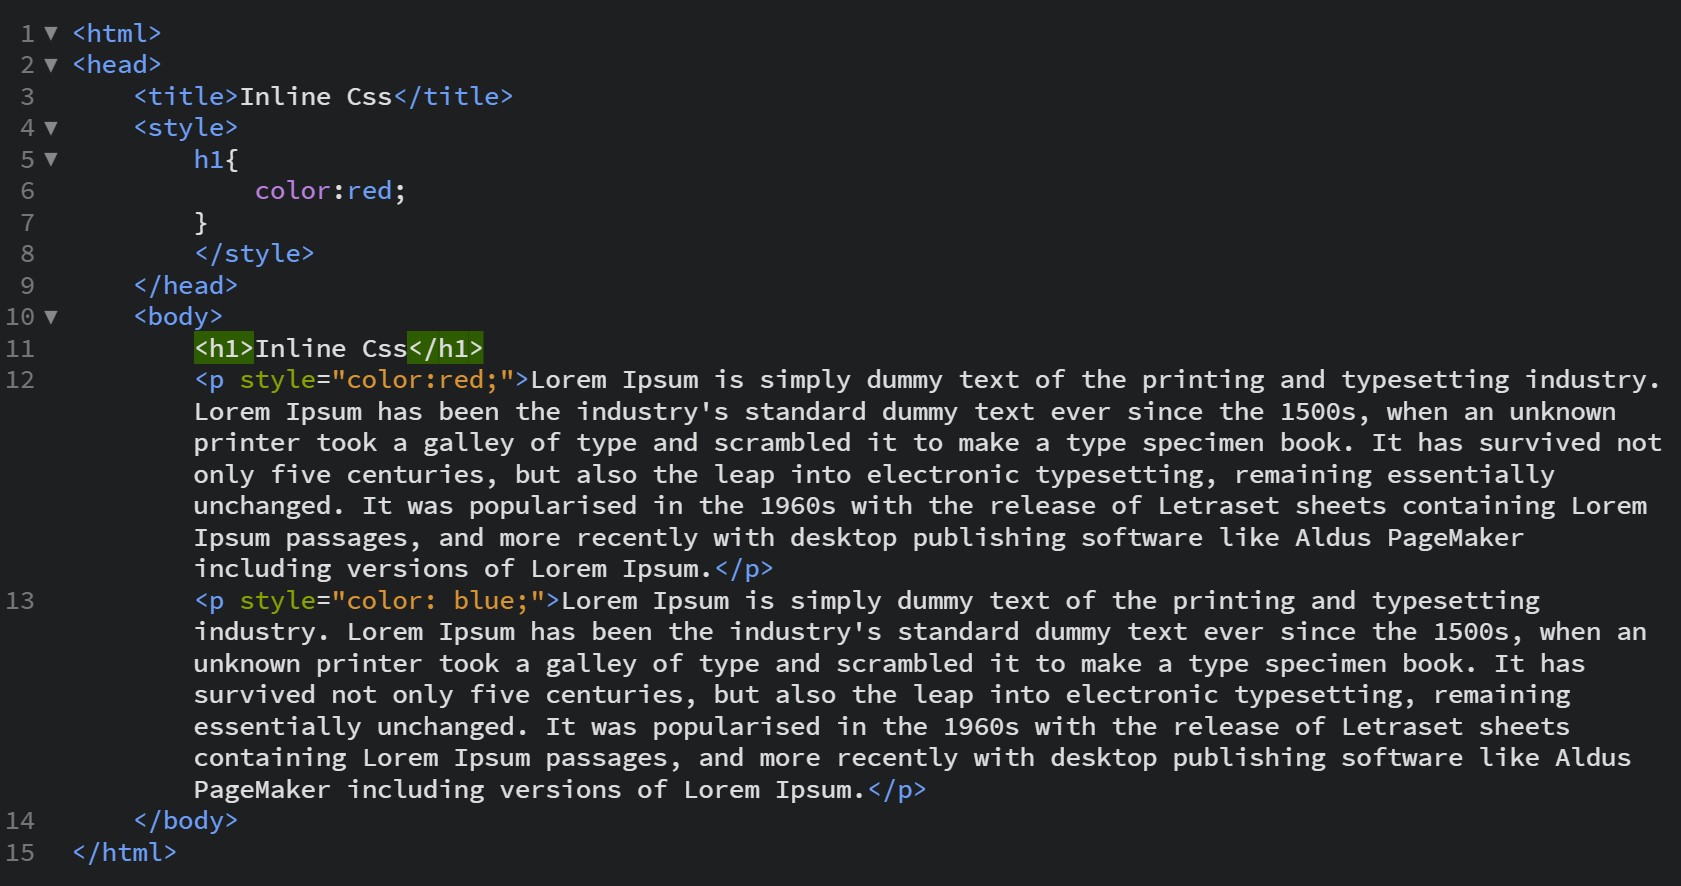 1 ▼ <html>
2 ▼ <head>
3 <title>Inline Css</title>
4 ▼ <style>
5 ▼ h1{
6 color:red;
7 }
8 </style>
9 </head>
10 ▼ <body>
11 <h1>Inline Css</h1>
12 <p style="color:red;">Lorem Ipsum is simply dummy text of the printing and typesetting industry.
Lorem Ipsum has been the industry's standard dummy text ever since the 1500s, when an unknown
printer took a galley of type and scrambled it to make a type specimen book. It has survived not
only five centuries, but also the leap into electronic typesetting, remaining essentially
unchanged. It was popularised in the 1960s with the release of Letraset sheets containing Lorem
Ipsum passages, and more recently with desktop publishing software like Aldus PageMaker
including versions of Lorem Ipsum.</p>
13 <p style="color: blue;">Lorem Ipsum is simply dummy text of the printing and typesetting
industry. Lorem Ipsum has been the industry's standard dummy text ever since the 1500s, when an
unknown printer took a galley of type and scrambled it to make a type specimen book. It has
survived not only five centuries, but also the leap into electronic typesetting, remaining
essentially unchanged. It was popularised in the 1960s with the release of Letraset sheets
containing Lorem Ipsum passages, and more recently with desktop publishing software like Aldus
PageMaker including versions of Lorem Ipsum.</p>
14 </body>
15 </html>